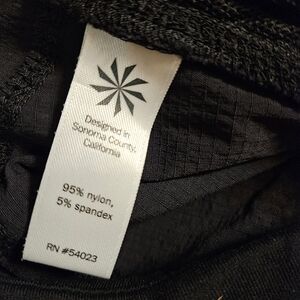 Designed in
Sonoma County,
California
95% nylon,
5% spandex
RN #54023